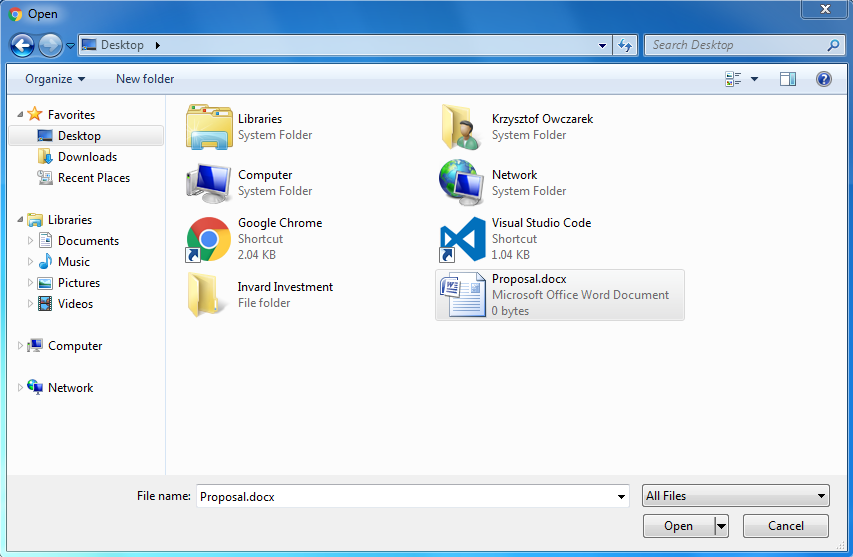 Open
Desktop
Search Desktop
Organize
New folder
Favorites
Desktop
Downloads
Recent Places
Libraries
Documents
Music
Pictures
Videos
Computer
Network
Libraries
System Folder
Krzysztof Owczarek
System Folder
Computer
System Folder
Network
System Folder
Google Chrome
Shortcut
2.04 KB
Visual Studio Code
Shortcut
1.04 KB
Invard Investment
File folder
Proposal.docx
Microsoft Office Word Document
0 bytes
File name: Proposal.docx
All Files
Open
Cancel